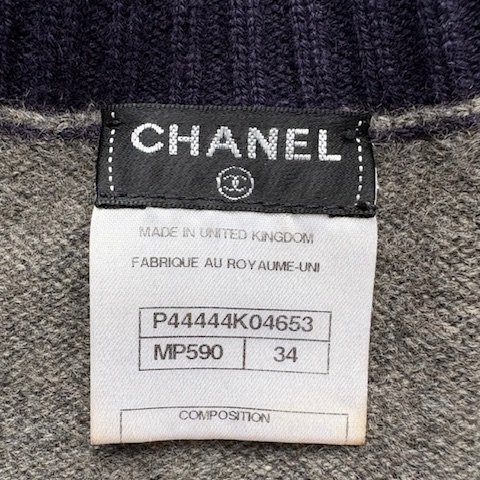 CHANEL
MADE IN UNITED KINGDOM
FABRIQUE AU ROYAUME-UNI
P44444K04653
MP590 34
COMPOSITION